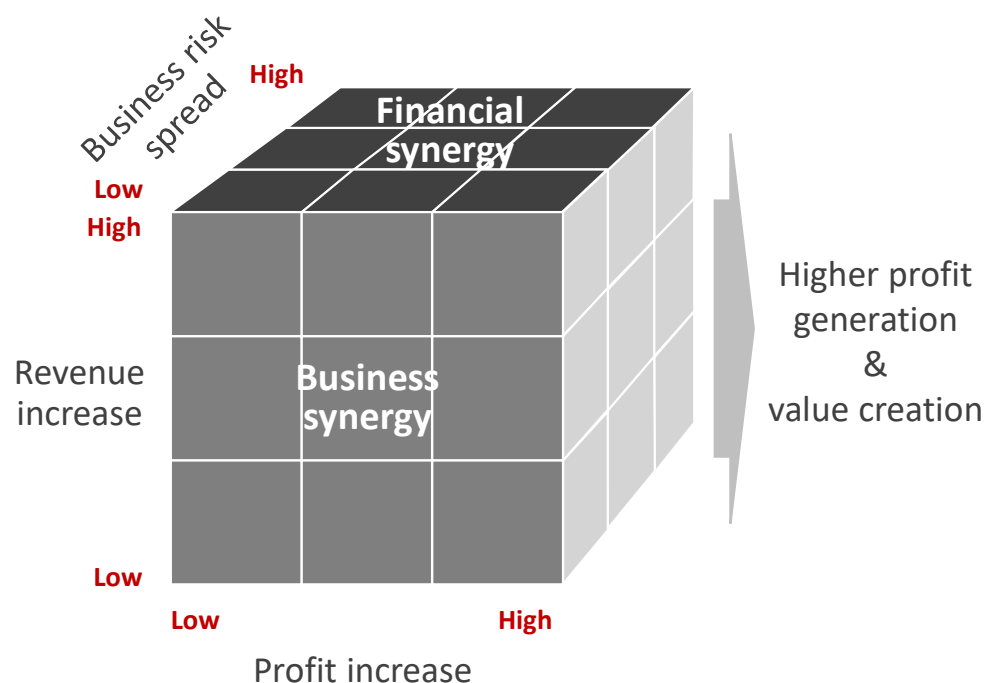 Business risk
spread
High
Low
Financial
synergy
High
Revenue
increase
Low
Business
synergy
Low
High
Profit increase
Higher profit
generation
&
value creation